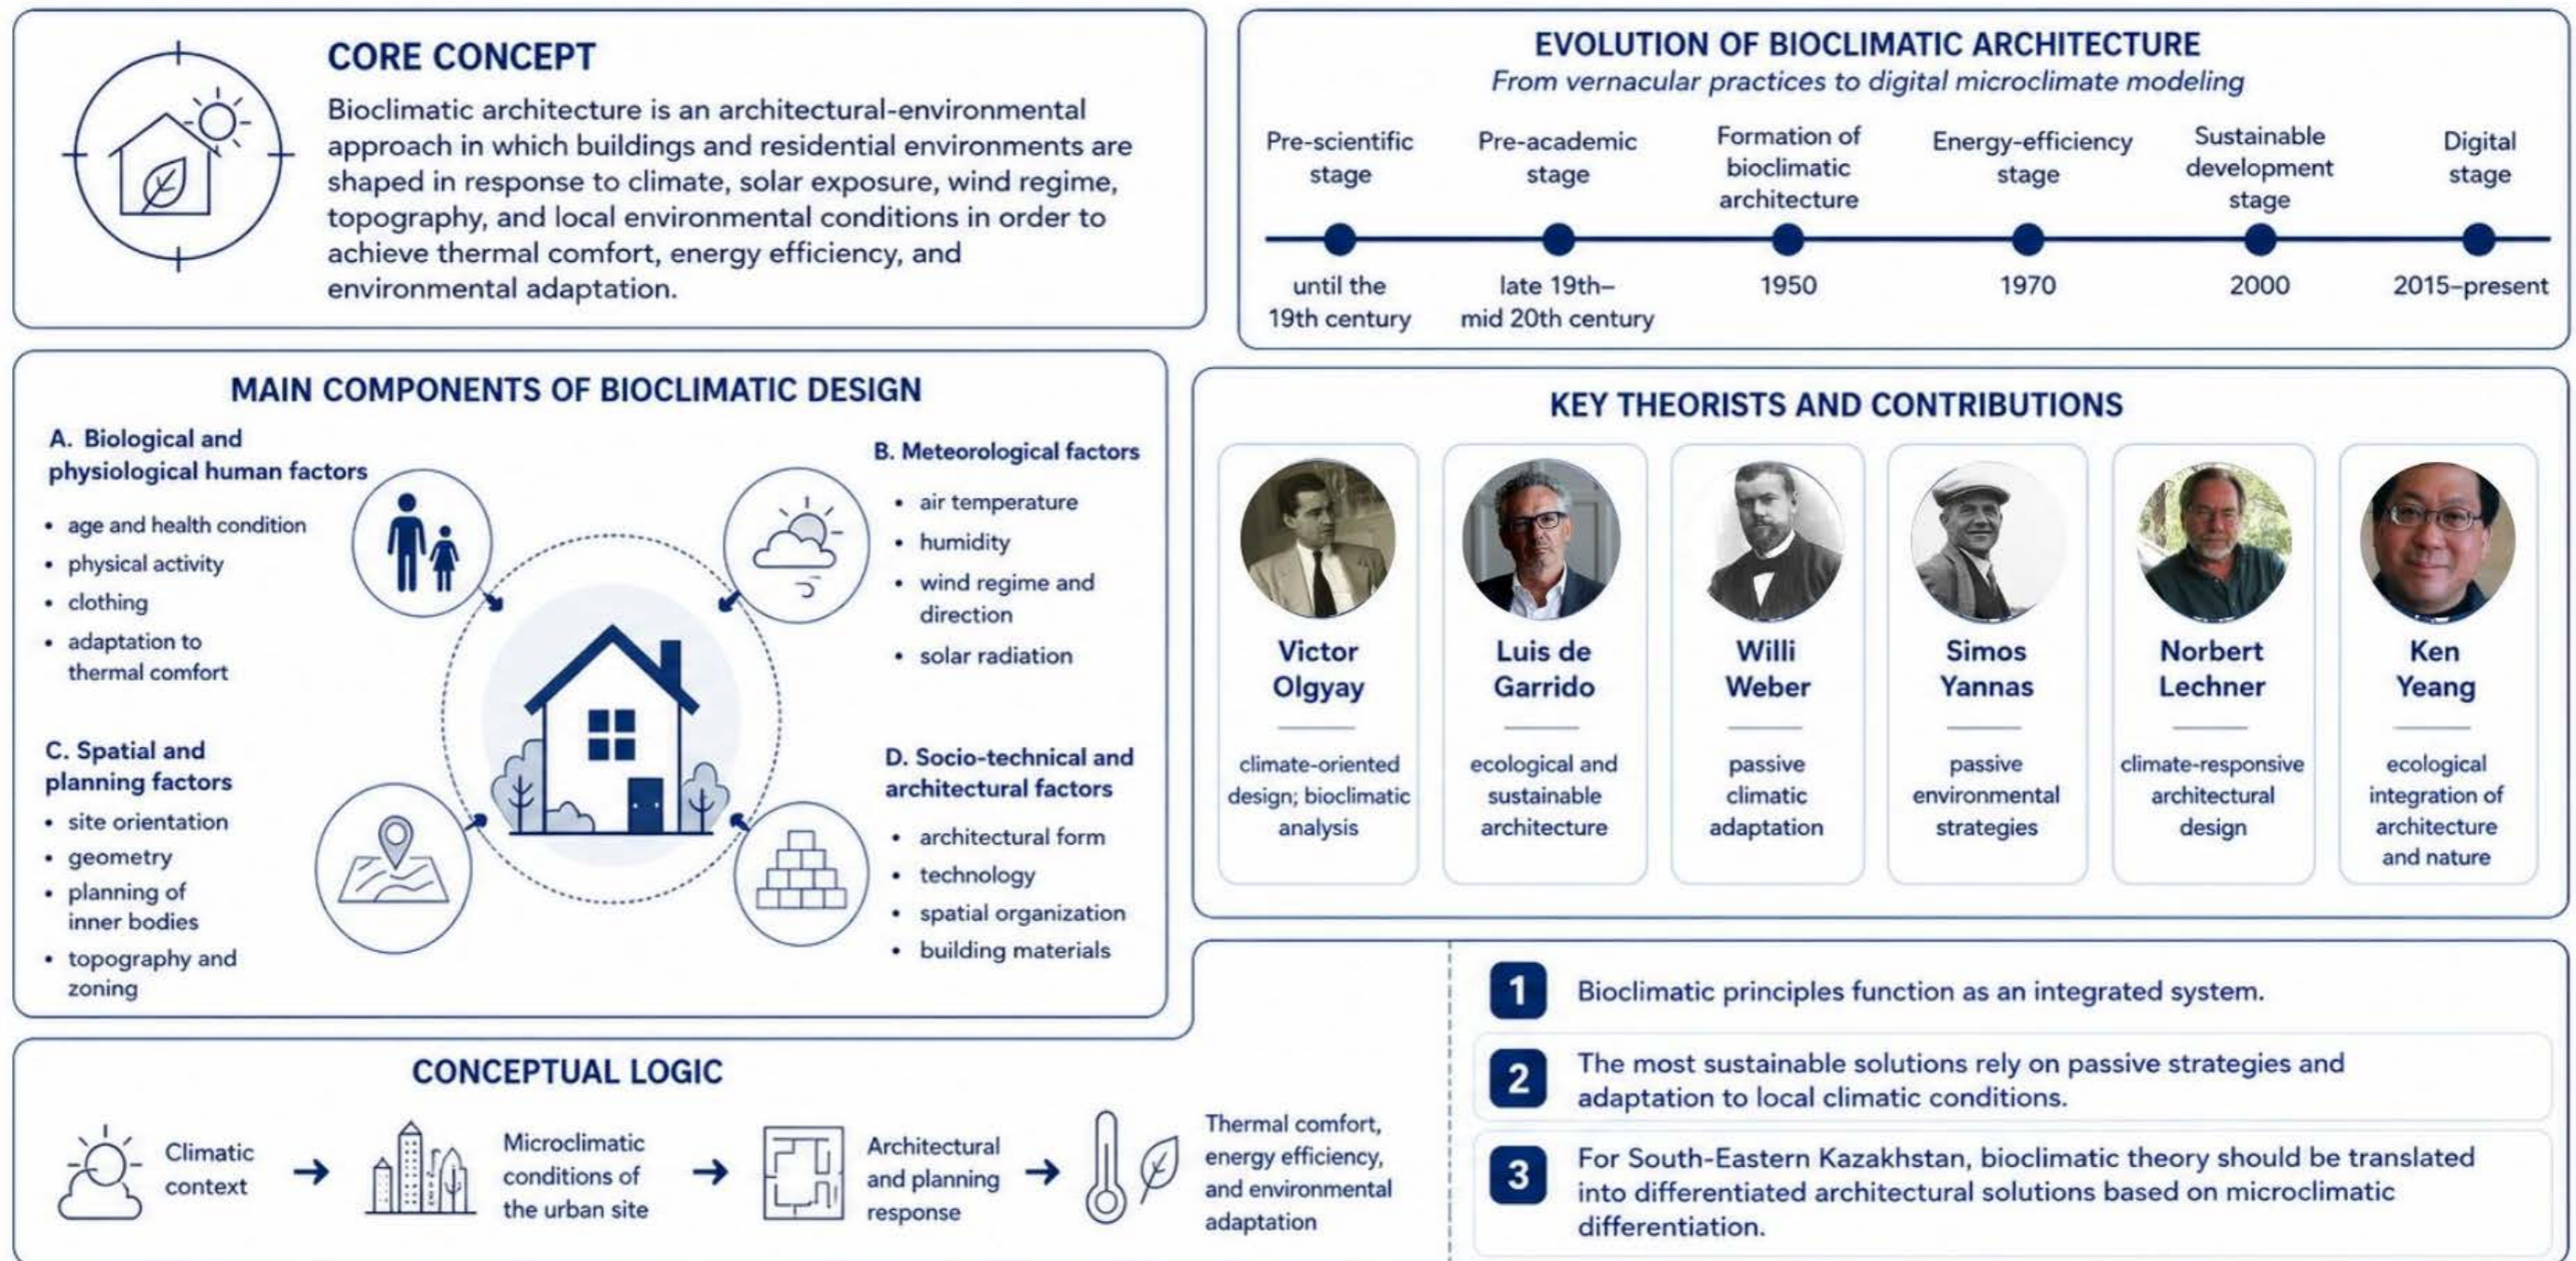 CORE CONCEPT
Bioclimatic architecture is an architectural-environmental
approach in which buildings and residential environments are
shaped in response to climate, solar exposure, wind regime,
topography, and local environmental conditions in order to
achieve thermal comfort, energy efficiency, and
environmental adaptation.
EVOLUTION OF BIOCLIMATIC ARCHITECTURE
From vernacular practices to digital microclimate modeling
Pre-scientific
stage
until the
19th century
Pre-academic
stage
late 19th–
mid 20th century
Formation of
bioclimatic
architecture
1950
Energy-efficiency
stage
1970
Sustainable
development
stage
2000
Digital
stage
2015–present
MAIN COMPONENTS OF BIOCLIMATIC DESIGN
A. Biological and
physiological human factors
• age and health condition
• physical activity
• clothing
• adaptation to
thermal comfort
B. Meteorological factors
• air temperature
• humidity
• wind regime and
direction
• solar radiation
C. Spatial and
planning factors
• site orientation
• geometry
• planning of
inner bodies
• topography and
zoning
D. Socio-technical and
architectural factors
• architectural form
• technology
• spatial organization
• building materials
KEY THEORISTS AND CONTRIBUTIONS
Victor
Olgyay
climate-oriented
design; bioclimatic
analysis
Luis de
Garrido
ecological and
sustainable
architecture
Willi
Weber
passive
climatic
adaptation
Simos
Yannas
passive
environmental
strategies
Norbert
Lechner
climate-responsive
architectural
design
Ken
Yeang
ecological
integration of
architecture
and nature
CONCEPTUAL LOGIC
Climatic
context
Microclimatic
conditions of
the urban site
Architectural
and planning
response
Thermal comfort,
energy efficiency,
and environmental
adaptation
1
Bioclimatic principles function as an integrated system.
2
The most sustainable solutions rely on passive strategies and
adaptation to local climatic conditions.
3
For South-Eastern Kazakhstan, bioclimatic theory should be translated
into differentiated architectural solutions based on microclimatic
differentiation.